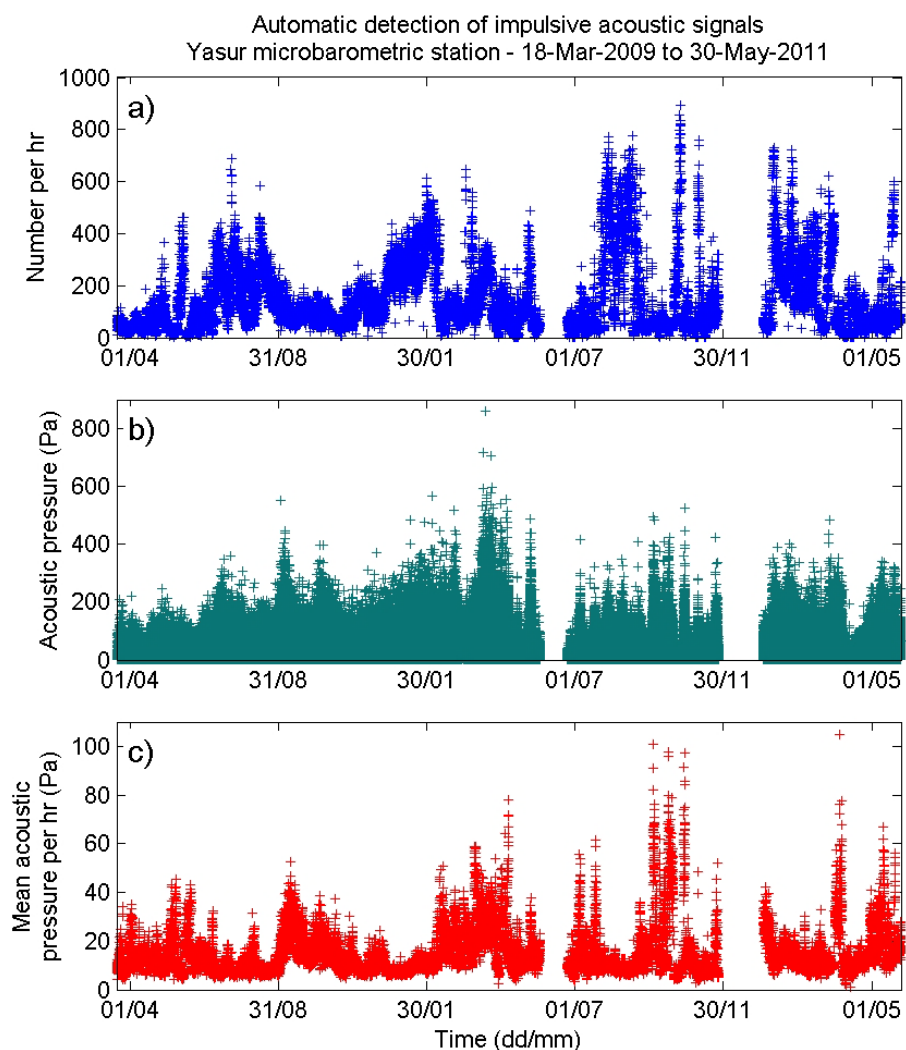 Automatic detection of impulsive acoustic signals
Yasur microbarometric station - 18-Mar-2009 to 30-May-2011
a)
Number per hr
1000
800
600
400
200
0
01/04 31/08 30/01 01/07 30/11 01/05
b)
Acoustic pressure (Pa)
800
600
400
200
0
01/04 31/08 30/01 01/07 30/11 01/05
c)
Mean acoustic
pressure per hr (Pa)
100
80
60
40
20
0
01/04 31/08 30/01 01/07 30/11 01/05
Time (dd/mm)